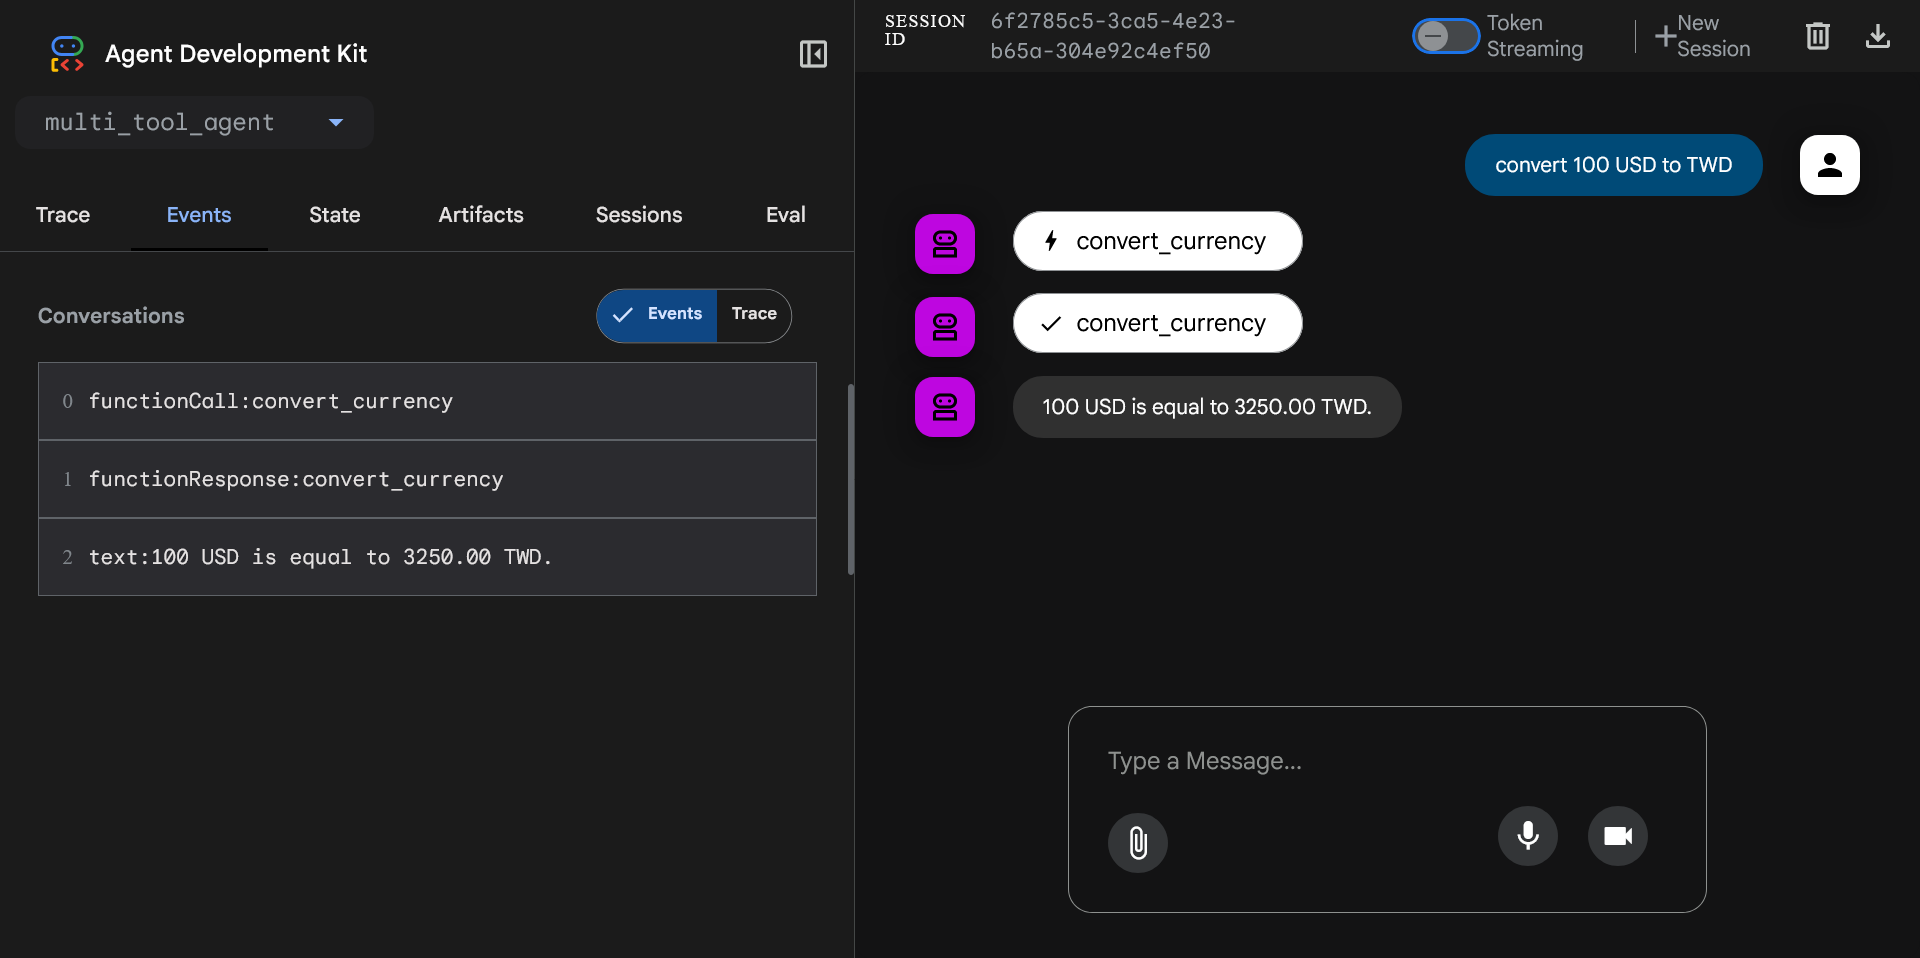 Agent Development Kit
multi_tool_agent
Trace
Events
State
Artifacts
Sessions
Eval
Conversations
Events
Trace
0 functionCall:convert_currency
1 functionResponse:convert_currency
2 text:100 USD is equal to 3250.00 TWD.
SESSION
ID
6f2785c5-3ca5-4e23-
b65a-304e92c4ef50
Token
Streaming
New
Session
convert 100 USD to TWD
convert_currency
convert_currency
100 USD is equal to 3250.00 TWD.
Type a Message...